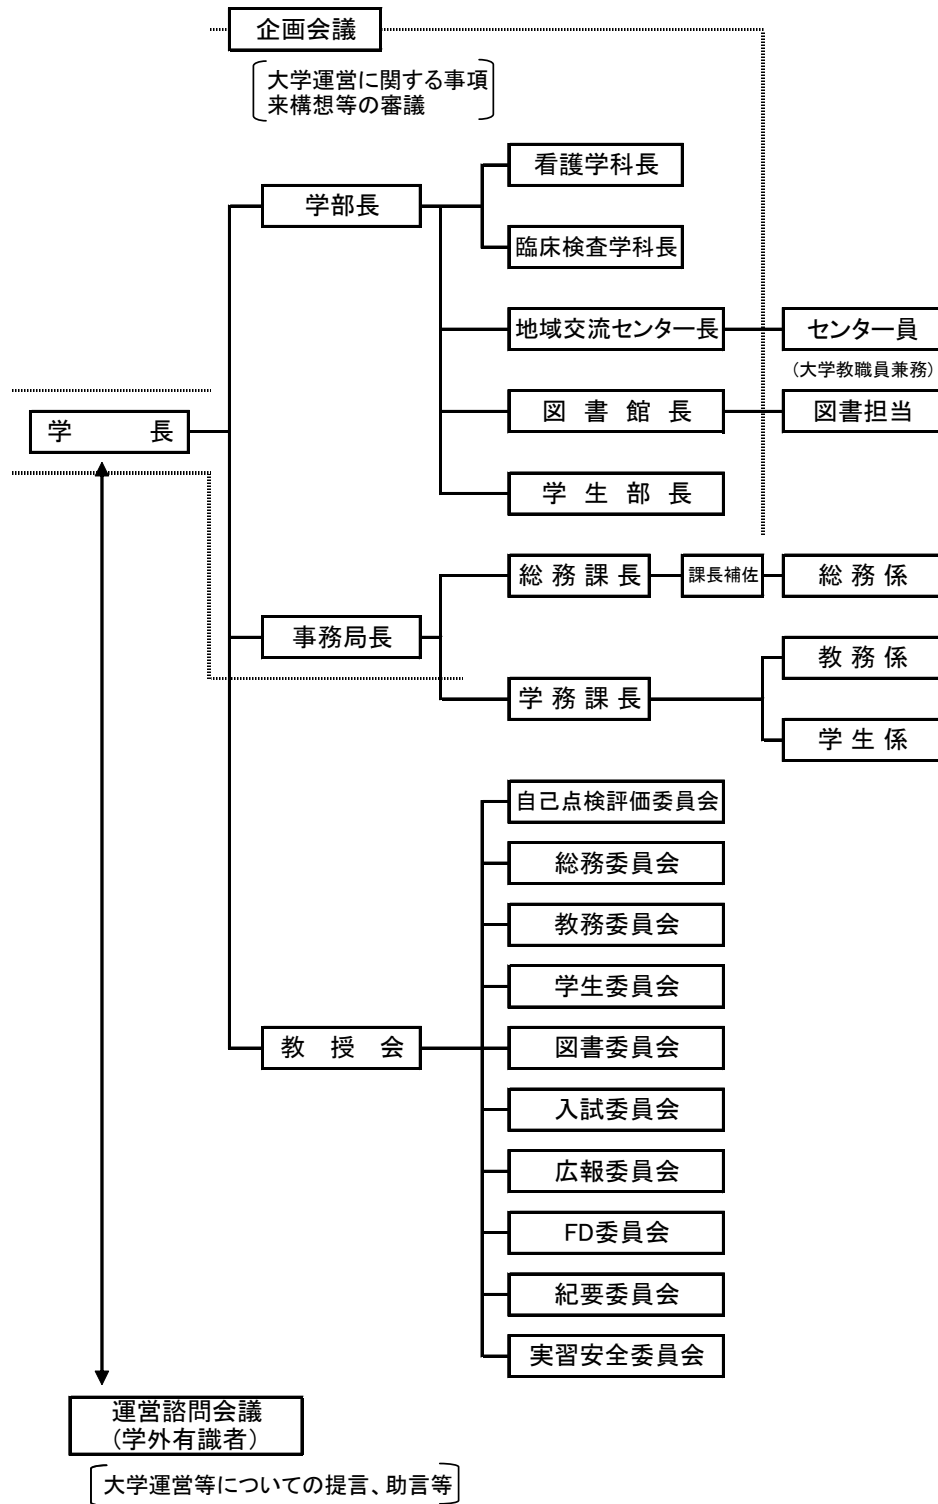 企画会議
大学運営に関する事項
来構想等の審議
看護学科長
学部長
臨床検査学科長
地域交流センター長
センター員
(大学教職員兼務)
学長
図書館長
図書担当
学生部長
総務課長
課長補佐
総務係
事務局長
教務係
学務課長
学生係
自己点検評価委員会
総務委員会
教務委員会
学生委員会
教授会
図書委員会
入試委員会
広報委員会
FD委員会
紀要委員会
実習安全委員会
運営諮問会議
(学外有識者)
大学運営等についての提言、助言等